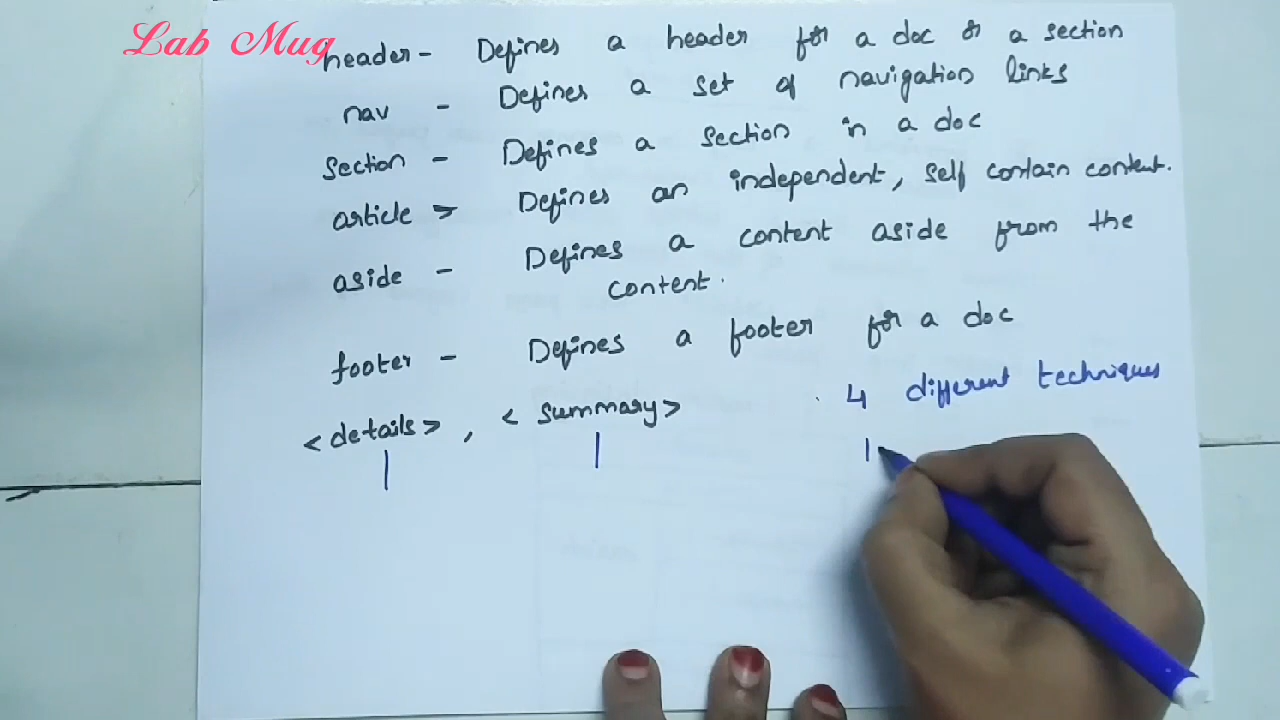 Lab Mug
header - Defines a header for a doc or a section
nav - Defines a set of navigation links
section - Defines a section in a doc
article > Defines an independent, self contain content.
aside - Defines a content aside from the
content.
footer - Defines a footer for a doc
<details> , <summary>
4 different techniques
1